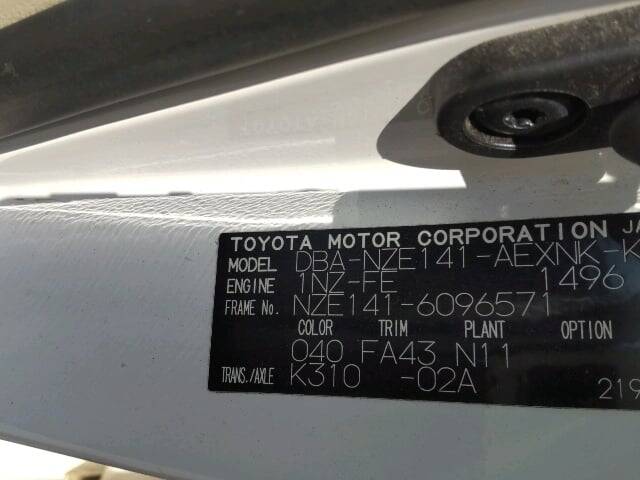 TOYOTA MOTOR CORPORATION JA
MODEL DBA-NZE141-AEXNK-K
ENGINE 1NZ-FE 1496
FRAME No. NZE141-6096571
COLOR TRIM PLANT OPTION
040 FA43 N11
TRANS./AXLE K310 -02A
219